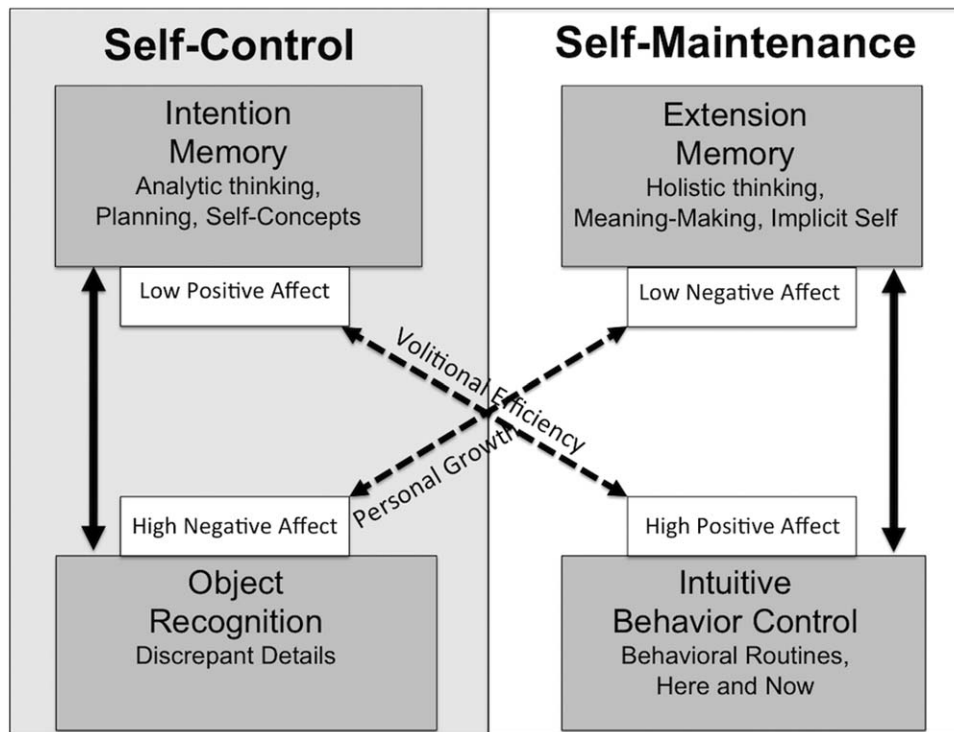 Self-Control
Intention
Memory
Analytic thinking,
Planning, Self-Concepts
Low Positive Affect
High Negative Affect
Object
Recognition
Discrepant Details
Volitional Efficiency
Personal Growth
Self-Maintenance
Extension
Memory
Holistic thinking,
Meaning-Making, Implicit Self
Low Negative Affect
High Positive Affect
Intuitive
Behavior Control
Behavioral Routines,
Here and Now